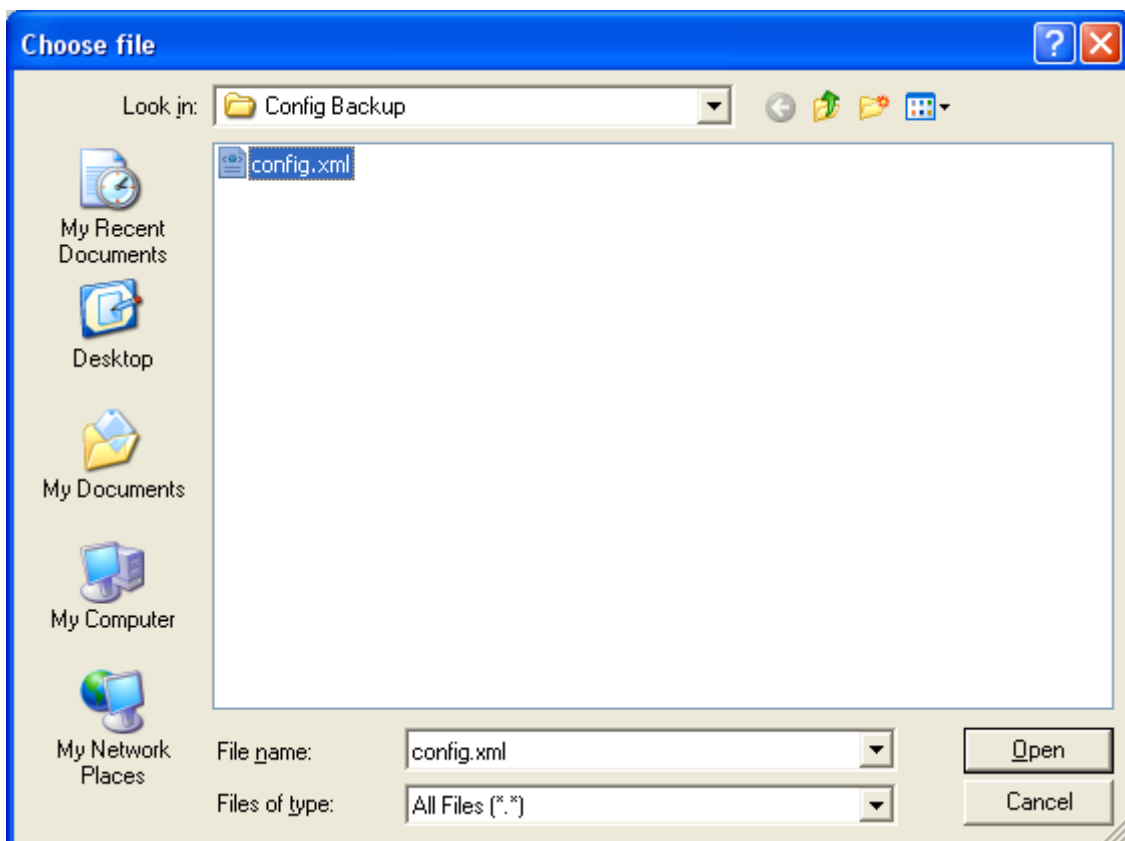 Choose file
Look in: Config Backup
config.xml
My Recent
Documents
Desktop
My Documents
My Computer
My Network
Places
File name: config.xml Open
Files of type: All Files (*.*) Cancel